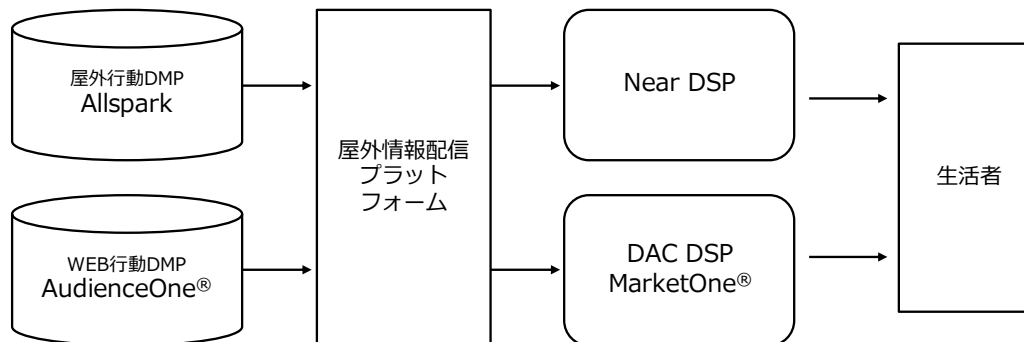 屋外行動DMP
Allspark
WEB行動DMP
AudienceOne®
屋外情報配信
プラット
フォーム
Near DSP
DAC DSP
MarketOne®
生活者